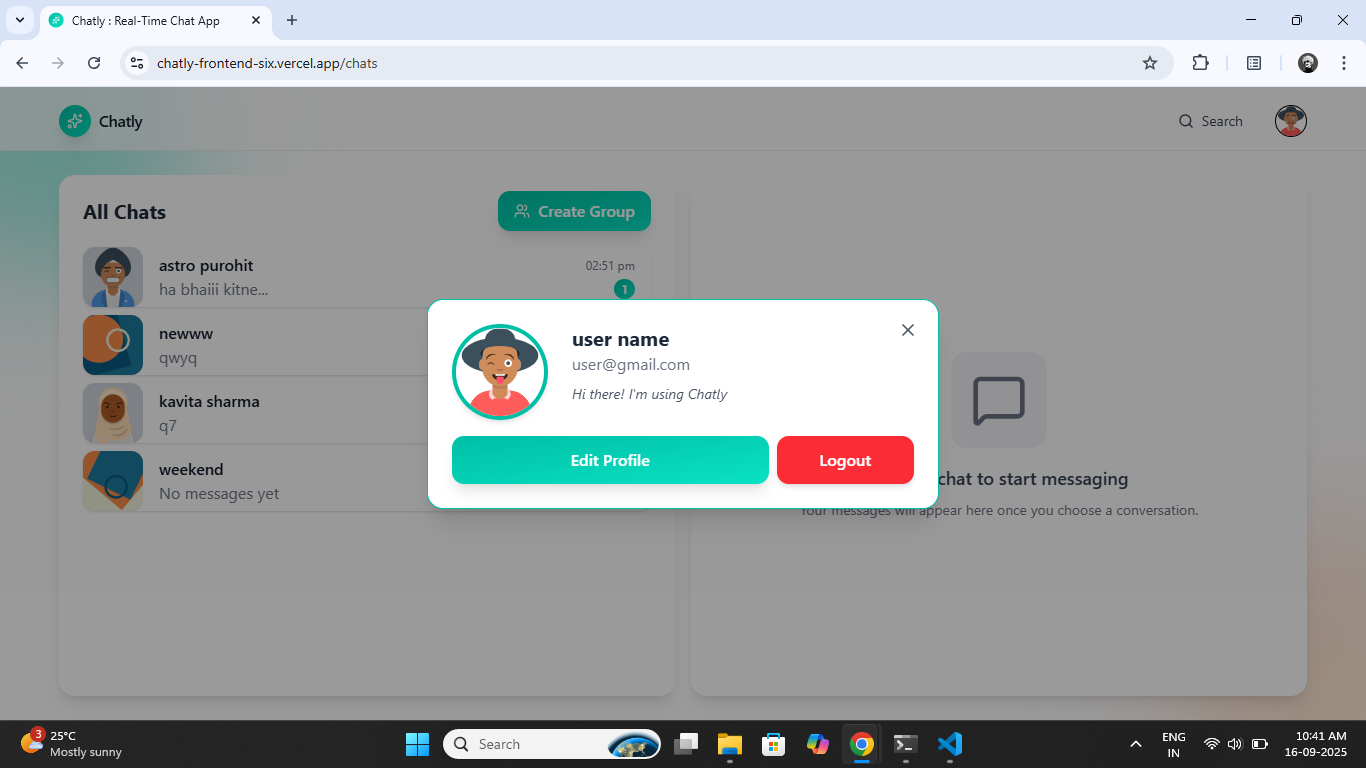 Chatly : Real-Time Chat App
chatly-frontend-six.vercel.app/chats
Chatly
Search
All Chats
Create Group
astro purohit
02:51 pm
ha bhaiii kitne...
1
newww
qwyq
kavita sharma
q7
weekend
No messages yet
user name
user@gmail.com
Hi there! I'm using Chatly
Edit Profile
Logout
chat to start messaging
Your messages will appear here once you choose a conversation.
3
25°C
Mostly sunny
Search
ENG
IN
10:41 AM
16-09-2025